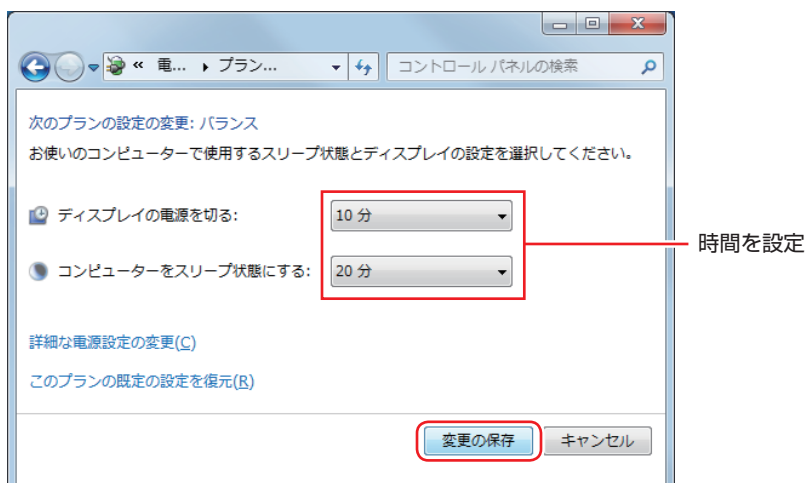 « 電... ▸ プラン...
コントロール パネルの検索
次のプランの設定の変更: バランス
お使いのコンピューターで使用するスリープ状態とディスプレイの設定を選択してください。
ディスプレイの電源を切る: 10 分
時間を設定
コンピューターをスリープ状態にする: 20 分
詳細な電源設定の変更(C)
このプランの既定の設定を復元(R)
変更の保存 キャンセル